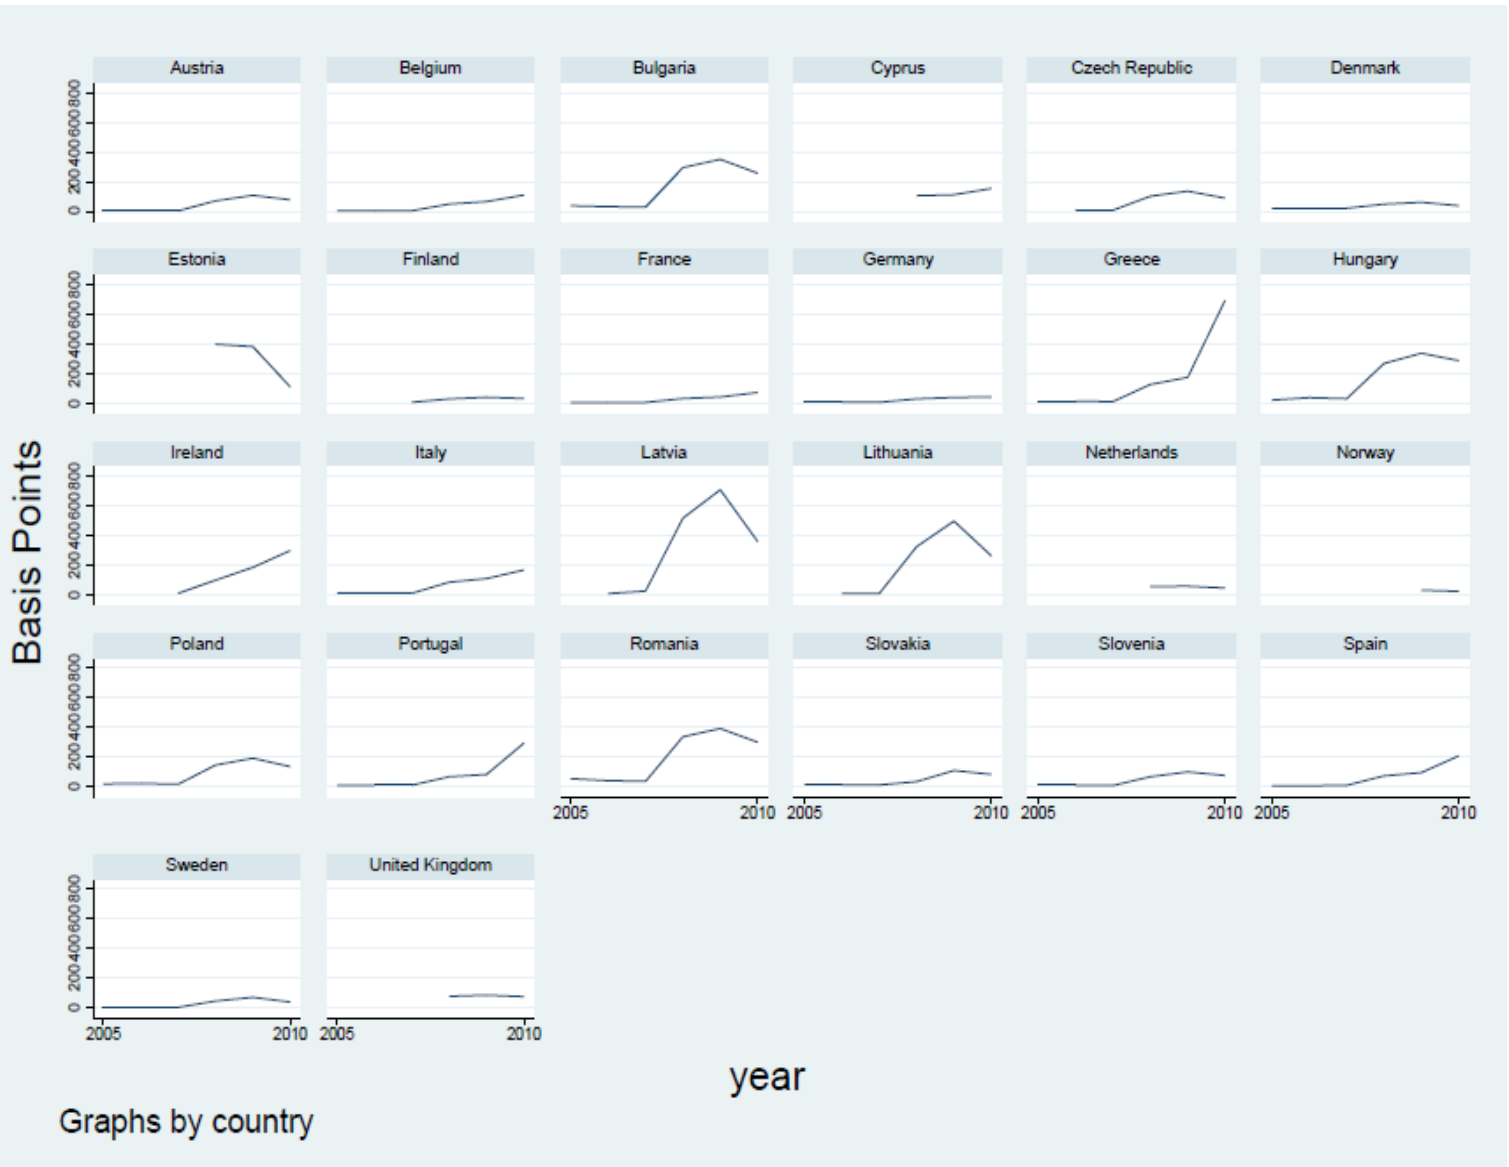 Austria Belgium Bulgaria Cyprus Czech Republic Denmark
0 200 400 600 800
Estonia Finland France Germany Greece Hungary
0 200 400 600 800
Ireland Italy Latvia Lithuania Netherlands Norway
0 200 400 600 800
Basis Points
Poland Portugal Romania Slovakia Slovenia Spain
0 200 400 600 800
2005 2010 2005 2010 2005 2010 2005 2010
Sweden United Kingdom
0 200 400 600 800
2005 2010 2005 2010
year
Graphs by country